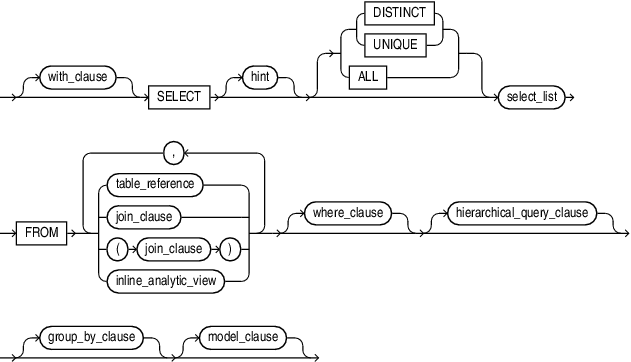 DISTINCT
UNIQUE
ALL
with_clause SELECT hint select_list
,
table_reference
FROM join_clause where_clause hierarchical_query_clause
( join_clause )
inline_analytic_view
group_by_clause model_clause